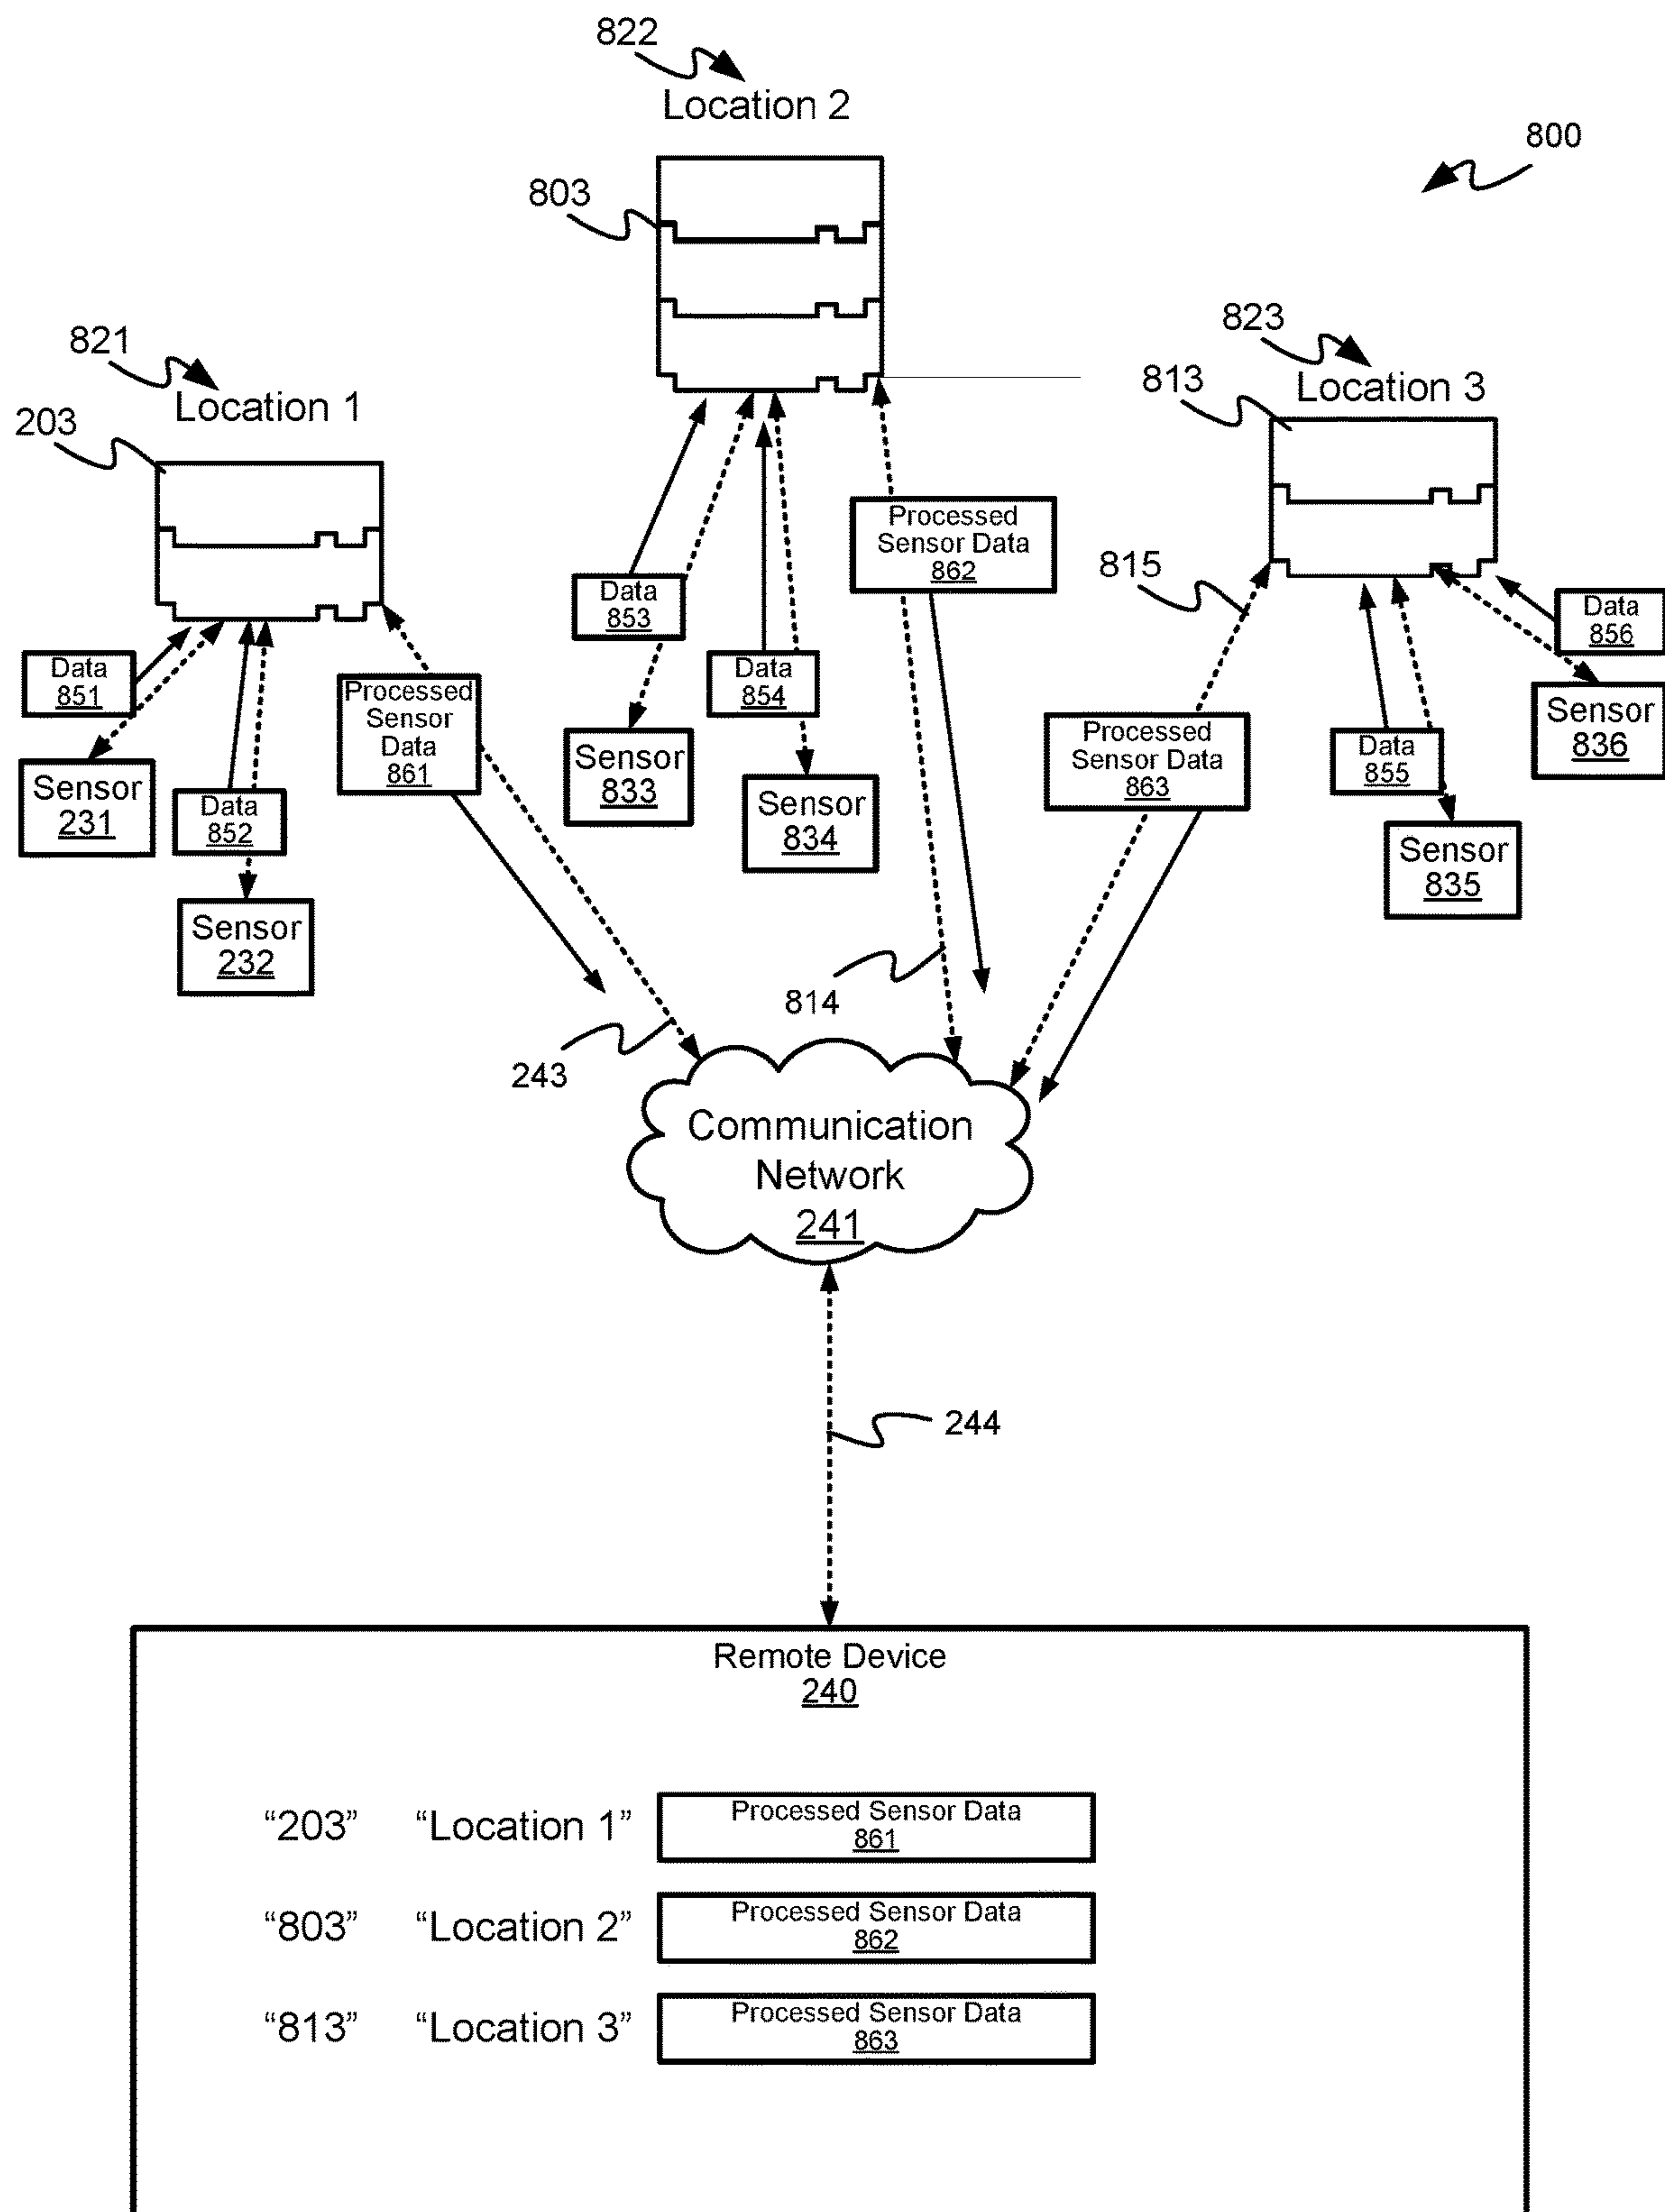 822
Location 2
800
803
823
Location 3
821
Location 1
813
203
815
Processed
Sensor Data
862
Data
853
Data
856
Data
851
Data
854
Processed
Sensor
Data
861
Sensor
836
Processed
Sensor Data
863
Sensor
833
Data
855
Sensor
231
Data
852
Sensor
834
Sensor
835
Sensor
232
814
243
Communication
Network
241
244
Remote Device
240
“203” “Location 1” Processed Sensor Data
861
“803” “Location 2” Processed Sensor Data
862
“813” “Location 3” Processed Sensor Data
863